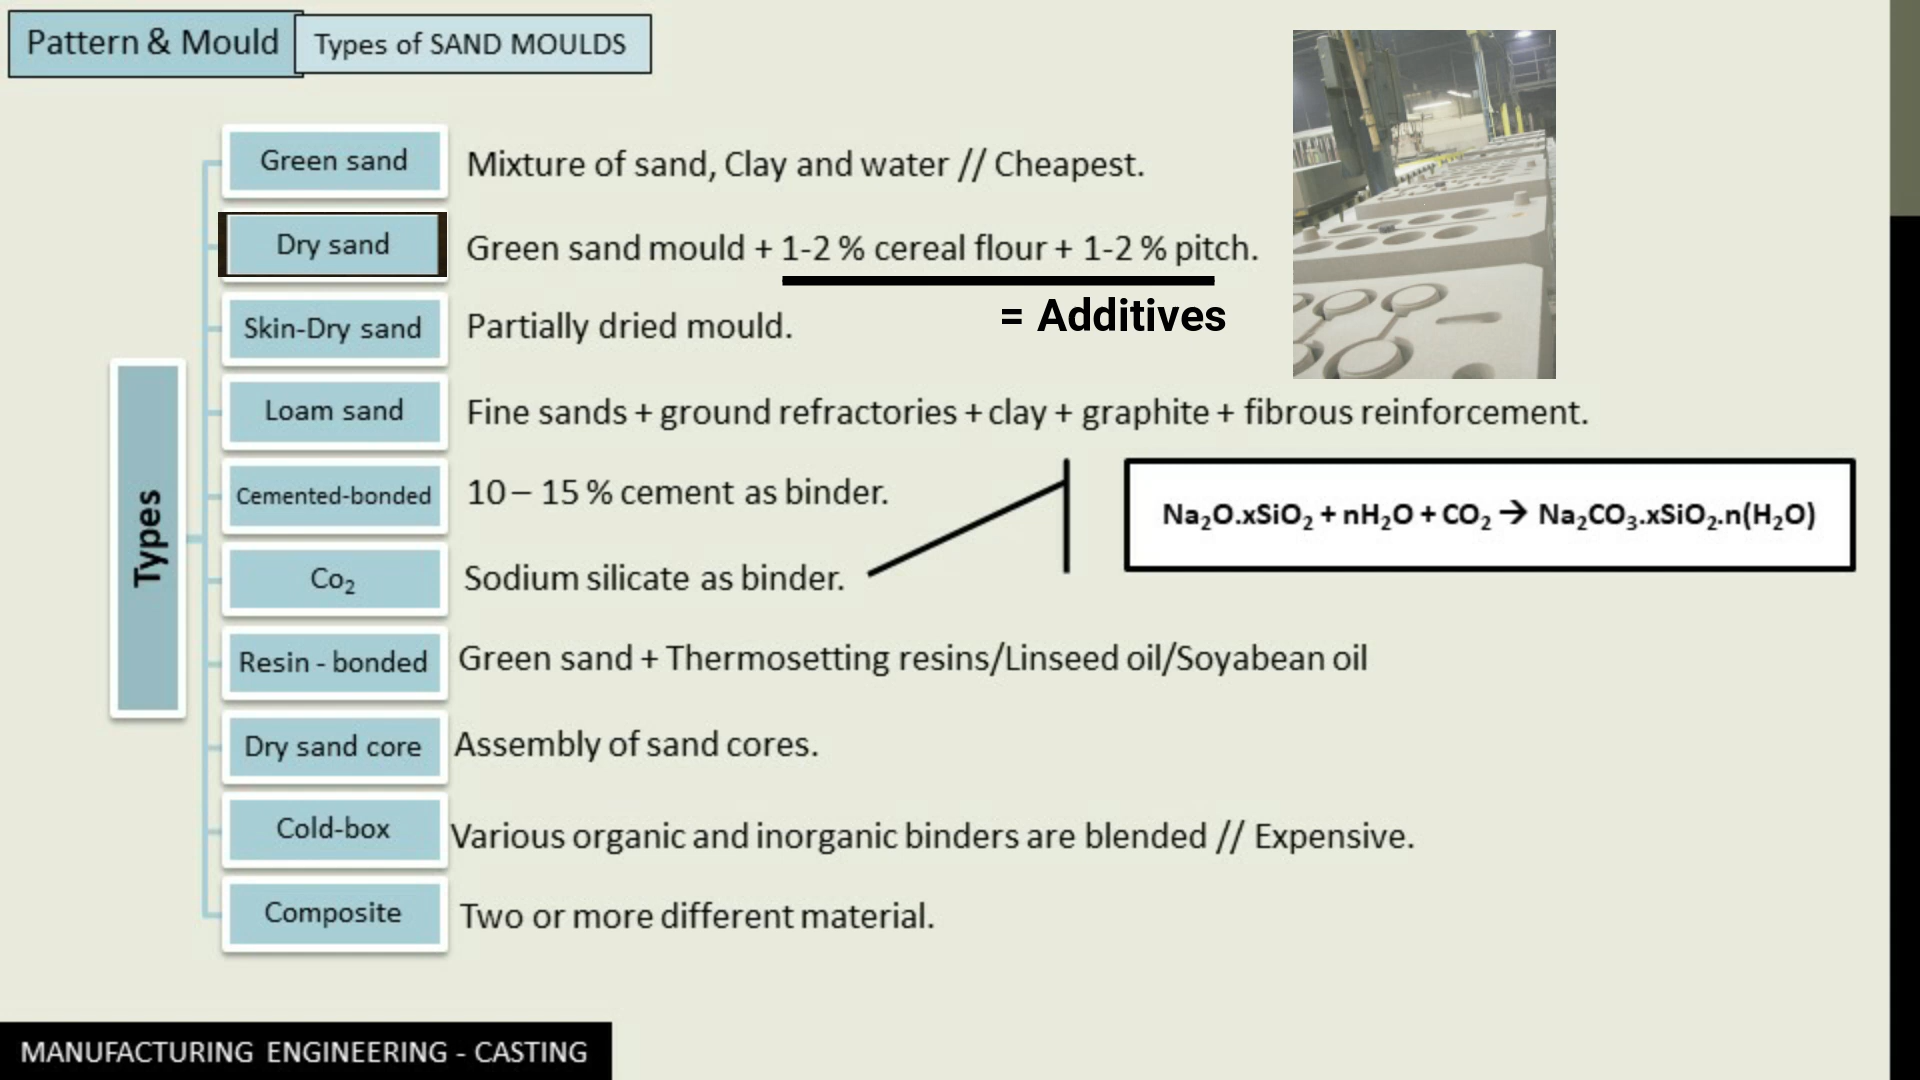 Pattern & Mould
Types of SAND MOULDS
Types
Green sand
Mixture of sand, Clay and water // Cheapest.
Dry sand
Green sand mould + 1-2 % cereal flour + 1-2 % pitch.
= Additives
Skin-Dry sand
Partially dried mould.
Loam sand
Fine sands + ground refractories + clay + graphite + fibrous reinforcement.
Cemented-bonded
10 – 15 % cement as binder.
Na₂O.xSiO₂ + nH₂O + CO₂ → Na₂CO₃.xSiO₂.n(H₂O)
Co₂
Sodium silicate as binder.
Resin - bonded
Green sand + Thermosetting resins/Linseed oil/Soyabean oil
Dry sand core
Assembly of sand cores.
Cold-box
Various organic and inorganic binders are blended // Expensive.
Composite
Two or more different material.
MANUFACTURING ENGINEERING - CASTING